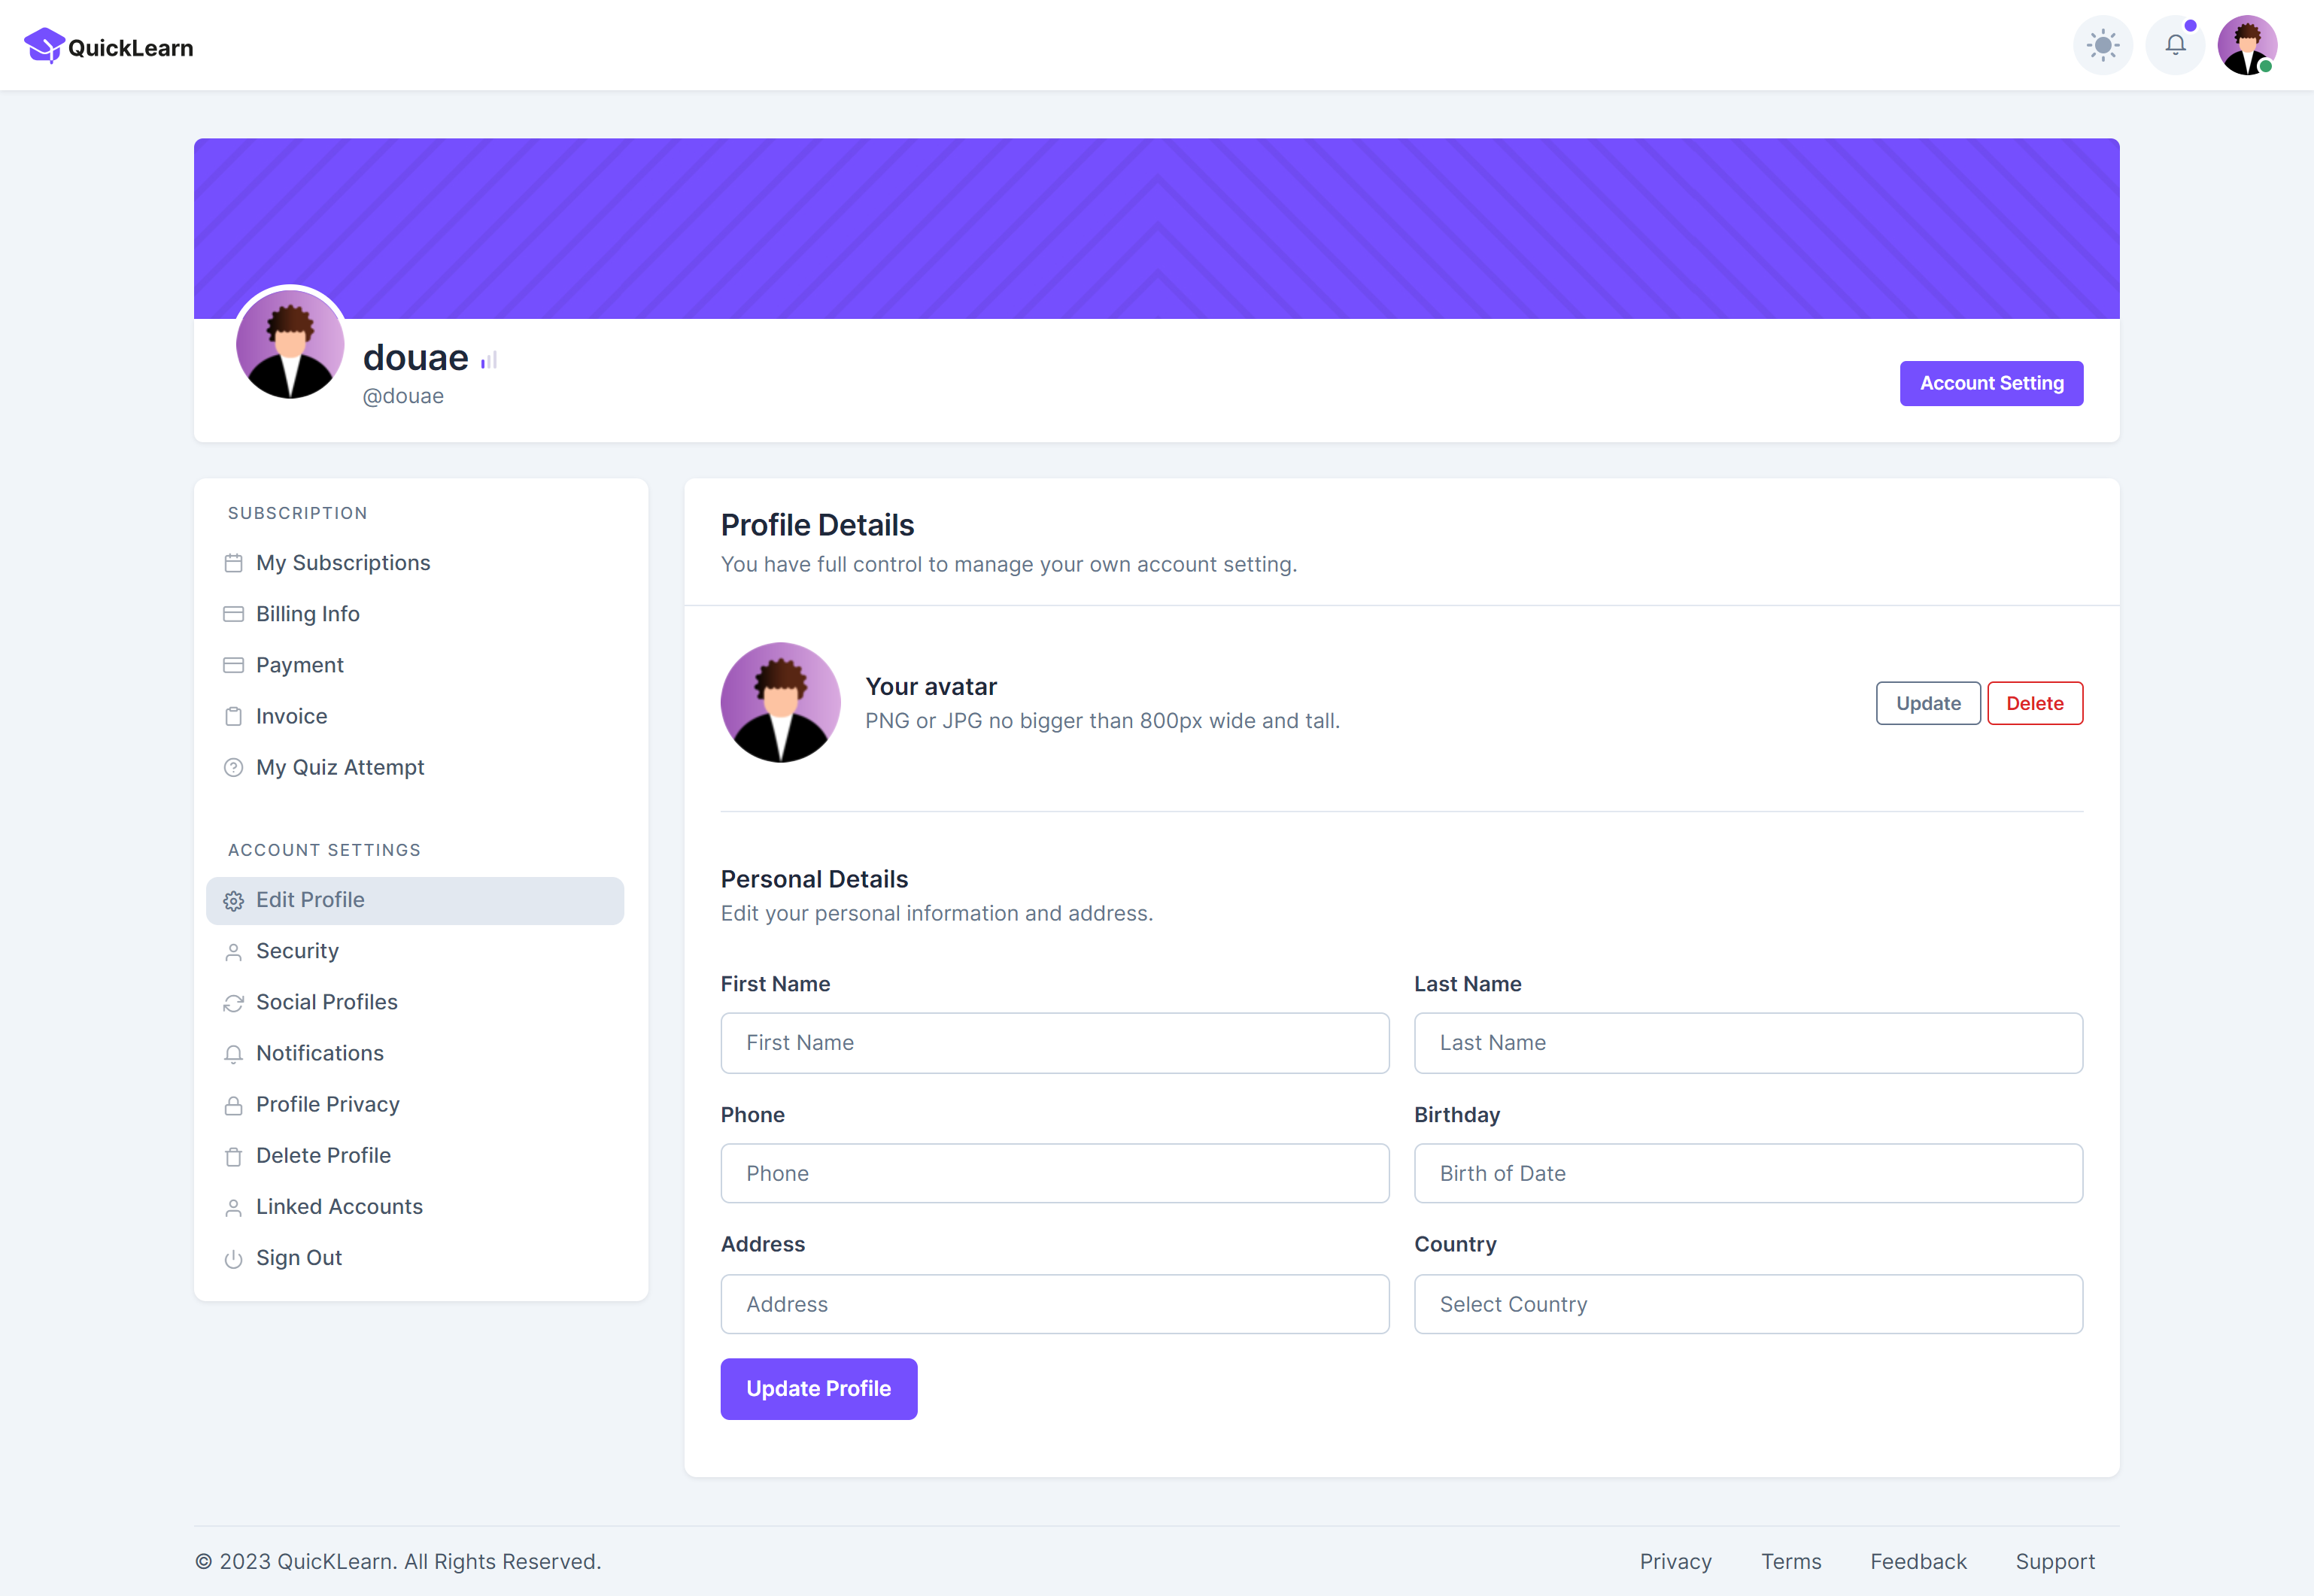 QuickLearn
douae
@douae
Account Setting
SUBSCRIPTION
My Subscriptions
Billing Info
Payment
Invoice
My Quiz Attempt
ACCOUNT SETTINGS
Edit Profile
Security
Social Profiles
Notifications
Profile Privacy
Delete Profile
Linked Accounts
Sign Out
Profile Details
You have full control to manage your own account setting.
Your avatar
PNG or JPG no bigger than 800px wide and tall.
Update
Delete
Personal Details
Edit your personal information and address.
First Name
Last Name
First Name
Last Name
Phone
Birthday
Phone
Birth of Date
Address
Country
Address
Select Country
Update Profile
© 2023 QuicKLearn. All Rights Reserved.
Privacy
Terms
Feedback
Support